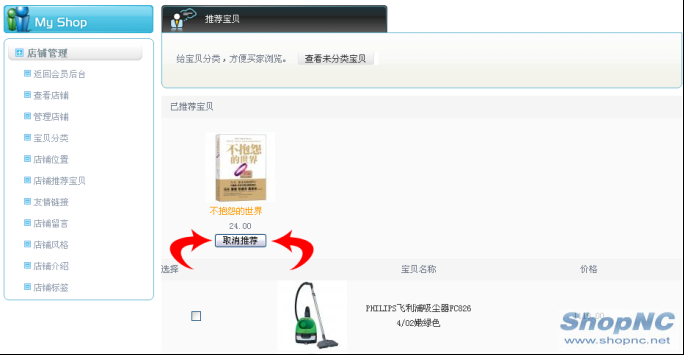 My Shop
店铺管理
返回会员后台
查看店铺
管理店铺
宝贝分类
店铺位置
店铺推荐宝贝
友情链接
店铺留言
店铺风格
店铺介绍
店铺标签
推荐宝贝
给宝贝分类，方便买家浏览。 查看未分类宝贝
已推荐宝贝
不抱怨
的世界
不抱怨的世界
24.00
取消推荐
选择 宝贝名称 价格
PHILIPS飞利浦吸尘器FC826
4/02嫩绿色
ShopNC
www.shopnc.net